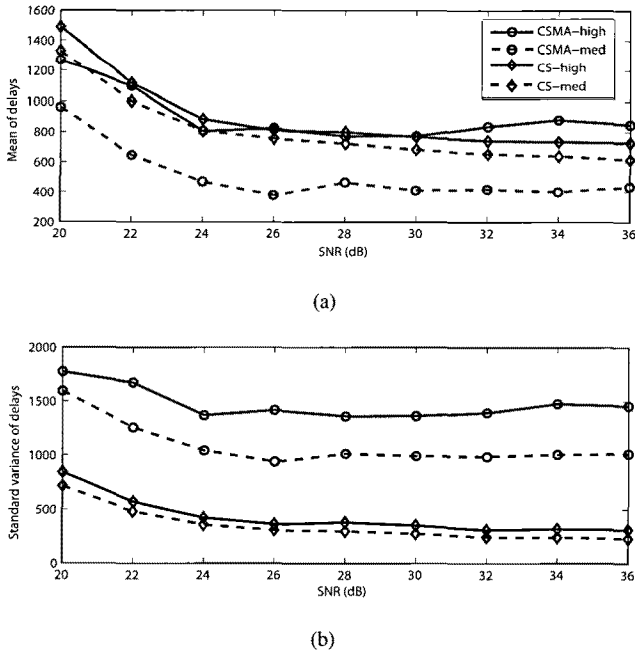 1600
1400
1200
1000
800
600
400
200
Mean of delays
CSMA–high
CSMA–med
CS–high
CS–med
20 22 24 26 28 30 32 34 36
SNR (dB)
(a)
2000
1500
1000
500
0
Standard variance of delays
20 22 24 26 28 30 32 34 36
SNR (dB)
(b)